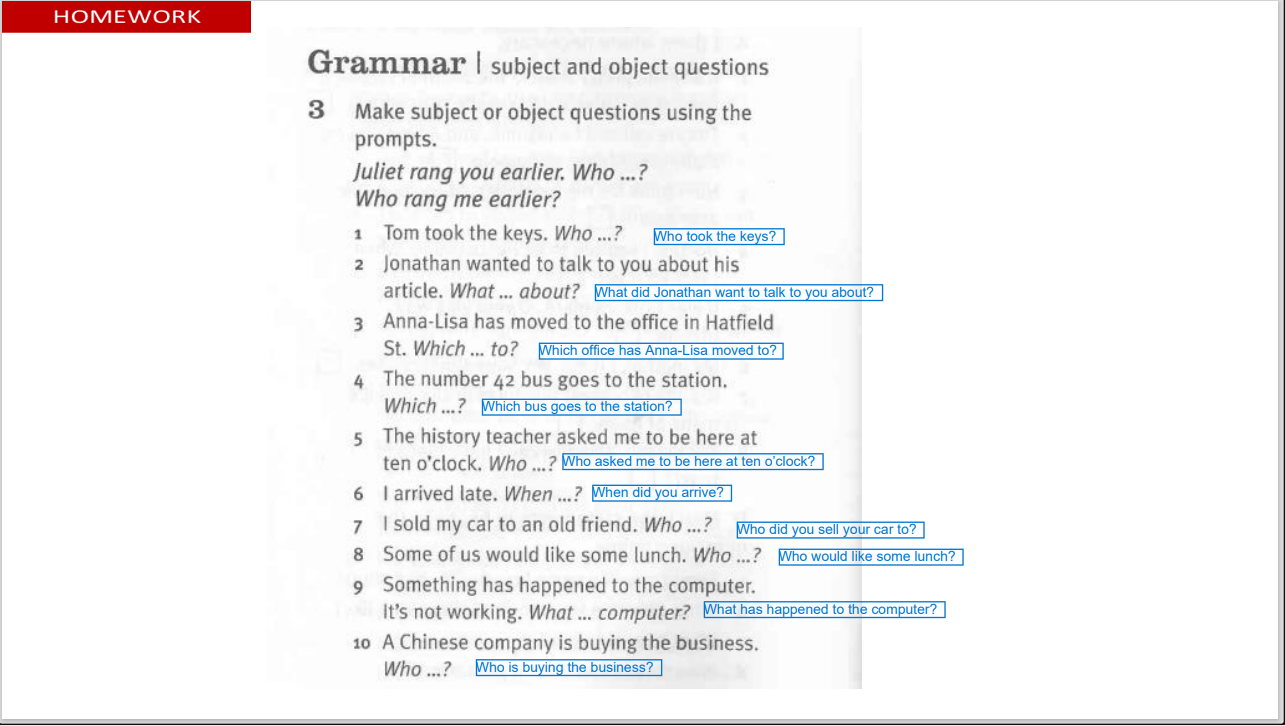 HOMEWORK
Grammar | subject and object questions
3 Make subject or object questions using the
prompts.
Juliet rang you earlier. Who ...?
Who rang me earlier?
1 Tom took the keys. Who ...? Who took the keys?
2 Jonathan wanted to talk to you about his
article. What ... about? What did Jonathan want to talk to you about?
3 Anna-Lisa has moved to the office in Hatfield
St. Which ... to? Which office has Anna-Lisa moved to?
4 The number 42 bus goes to the station.
Which ...? Which bus goes to the station?
5 The history teacher asked me to be here at
ten o'clock. Who ...? Who asked me to be here at ten o'clock?
6 I arrived late. When ...? When did you arrive?
7 I sold my car to an old friend. Who ...? Who did you sell your car to?
8 Some of us would like some lunch. Who ...? Who would like some lunch?
9 Something has happened to the computer.
It's not working. What ... computer? What has happened to the computer?
10 A Chinese company is buying the business.
Who ...? Who is buying the business?